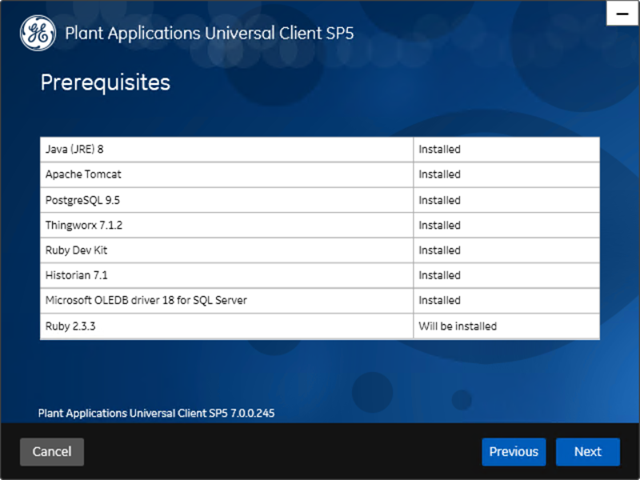 Plant Applications Universal Client SP5
Prerequisites
Java (JRE) 8 Installed
Apache Tomcat Installed
PostgreSQL 9.5 Installed
Thingworx 7.1.2 Installed
Ruby Dev Kit Installed
Historian 7.1 Installed
Microsoft OLEDB driver 18 for SQL Server Installed
Ruby 2.3.3 Will be installed
Plant Applications Universal Client SP5 7.0.0.245
Cancel Previous Next